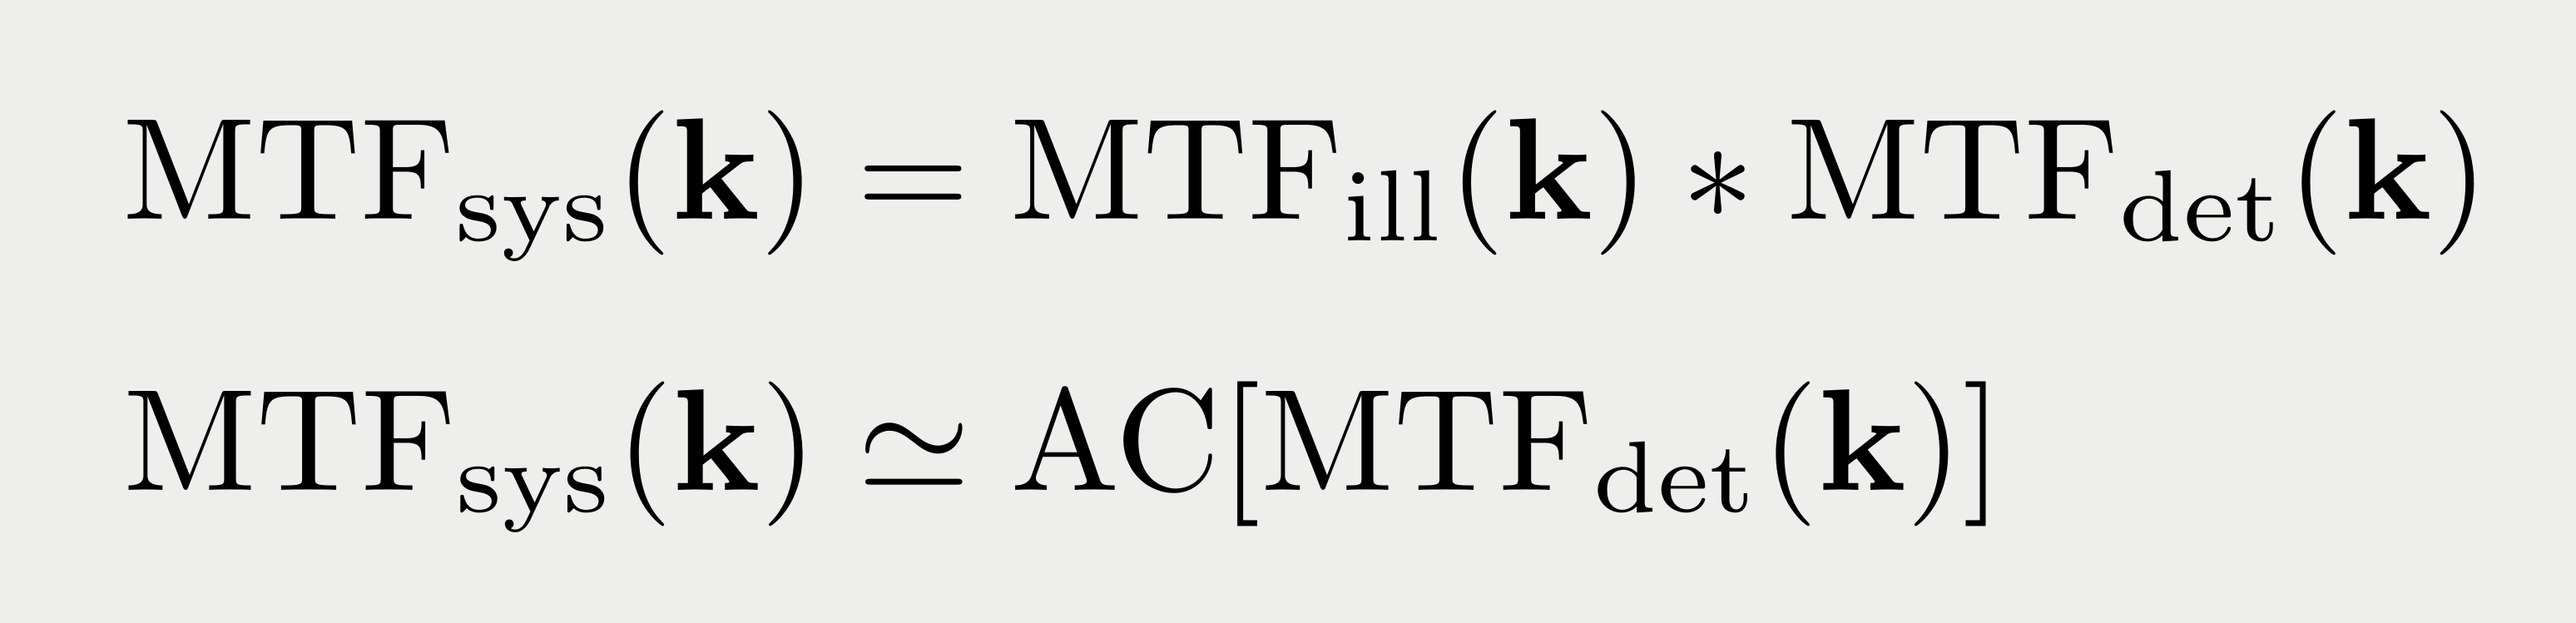 MTF_sys(𝐤) = MTF_ill(𝐤) * MTF_det(𝐤)
MTF_sys(𝐤) ≃ AC[MTF_det(𝐤)]